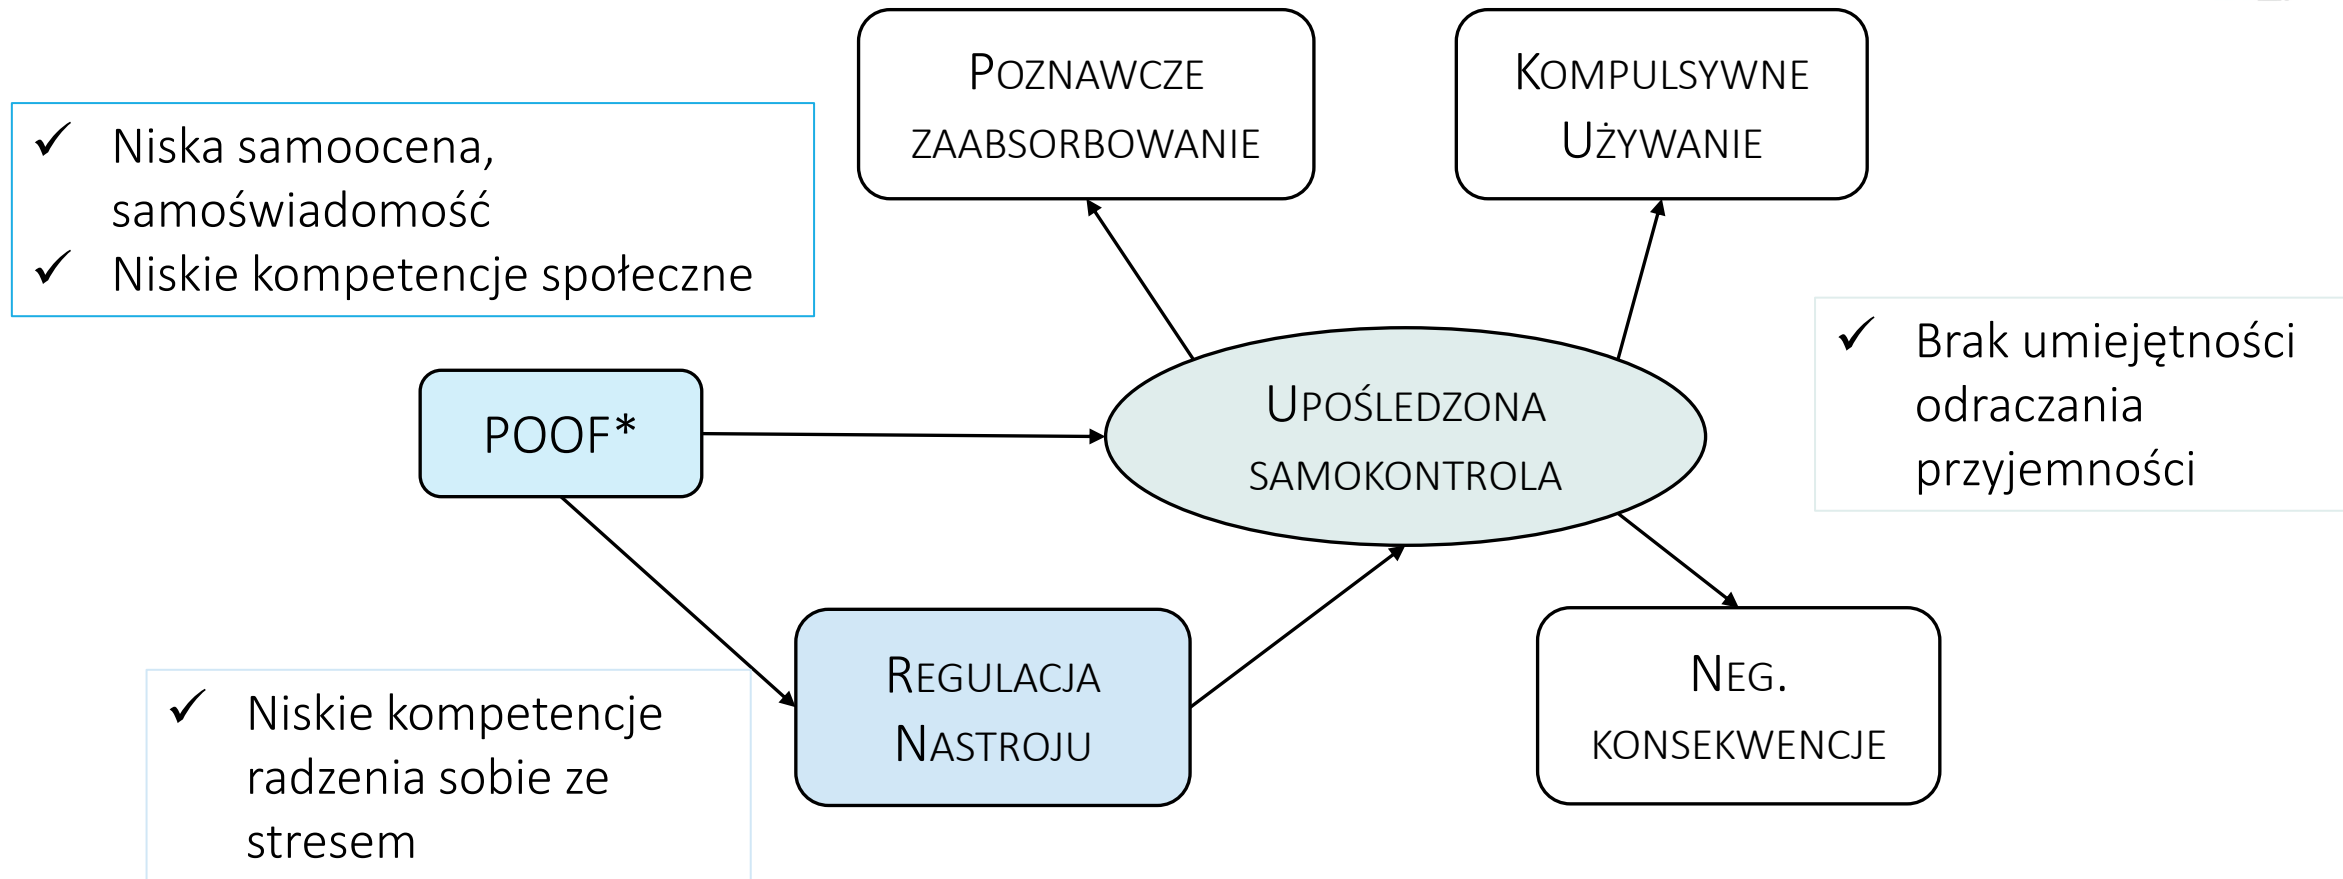 POZNAWCZE
ZAABSORBOWANIE
KOMPULSYWNE
UŻYWANIE
✓ Niska samoocena,
samoświadomość
✓ Niskie kompetencje społeczne
✓ Brak umiejętności
odraczania
przyjemności
POOF*
UPOŚLEDZONA
SAMOKONTROLA
REGULACJA
NASTROJU
NEG.
KONSEKWENCJE
✓ Niskie kompetencje
radzenia sobie ze
stresem